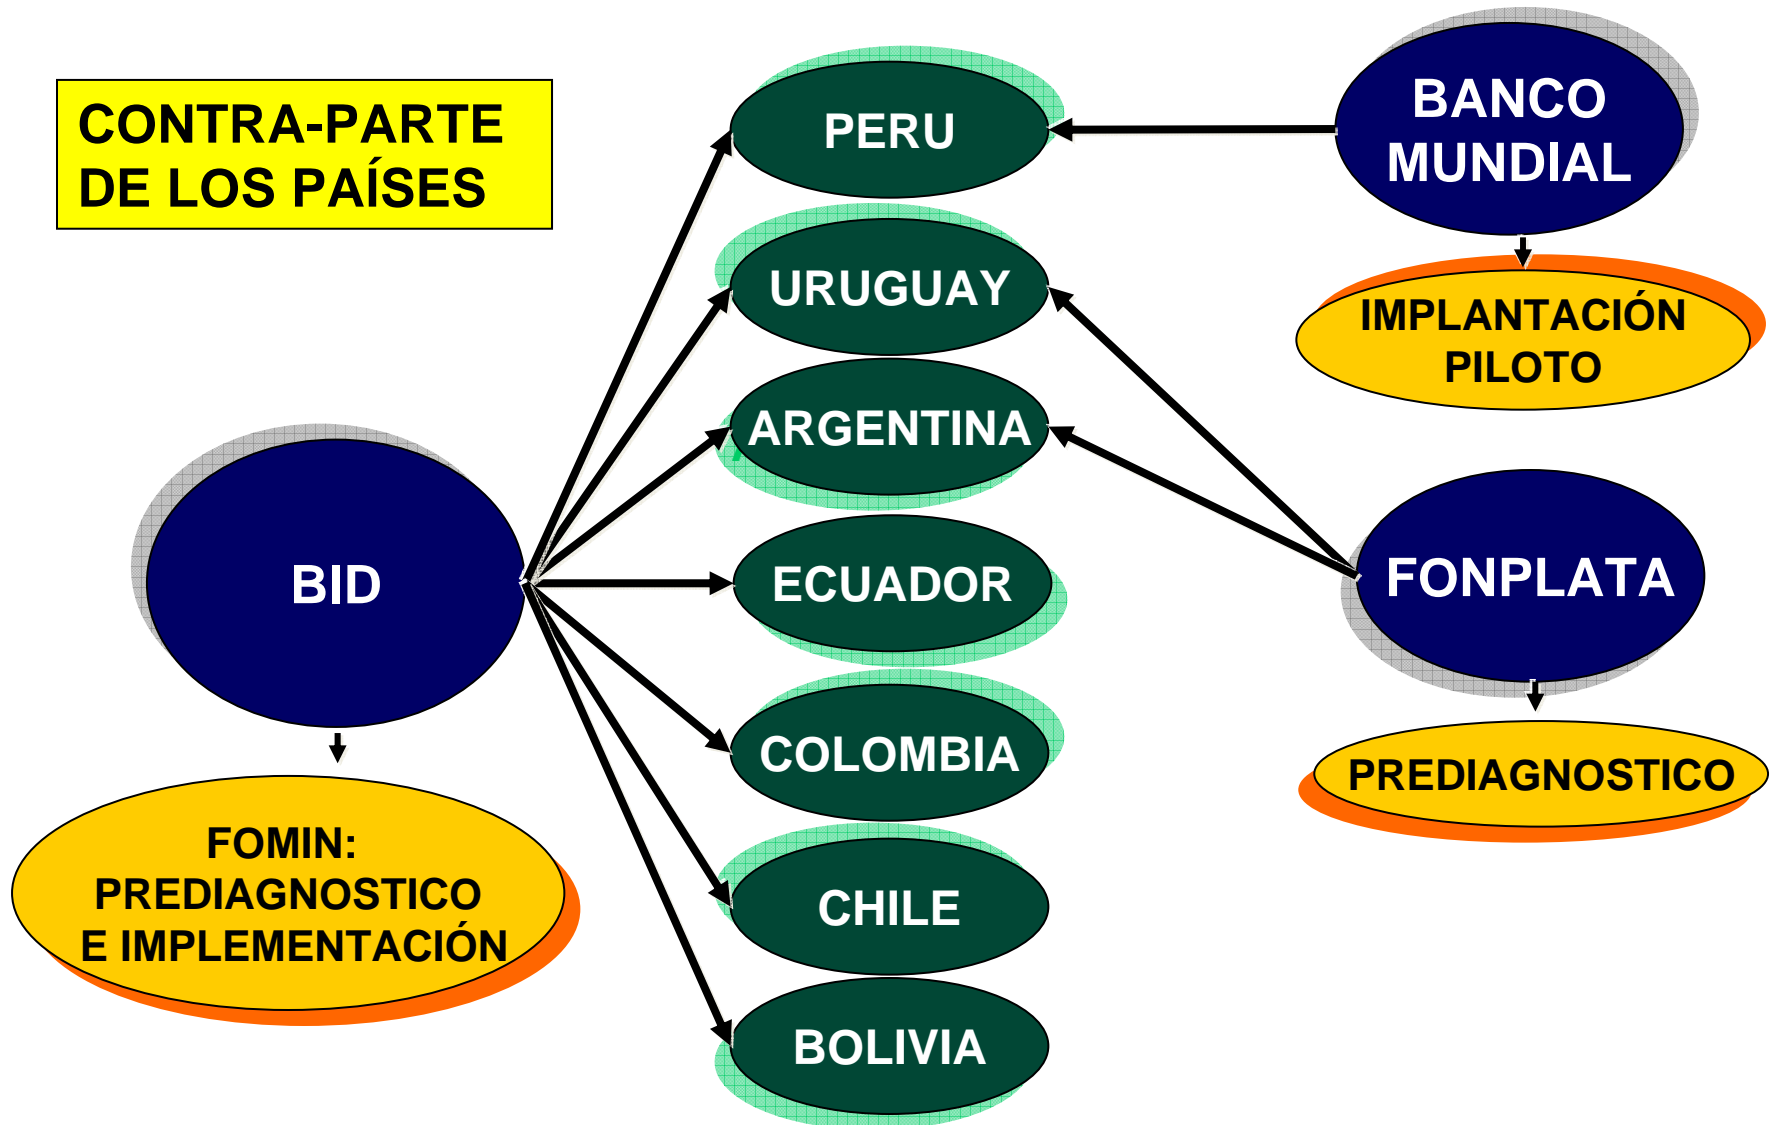 CONTRA-PARTE
DE LOS PAÍSES
PERU
URUGUAY
ARGENTINA
ECUADOR
COLOMBIA
CHILE
BOLIVIA
BANCO
MUNDIAL
IMPLANTACIÓN
PILOTO
BID
FOMIN:
PREDIAGNOSTICO
E IMPLEMENTACIÓN
FONPLATA
PREDIAGNOSTICO